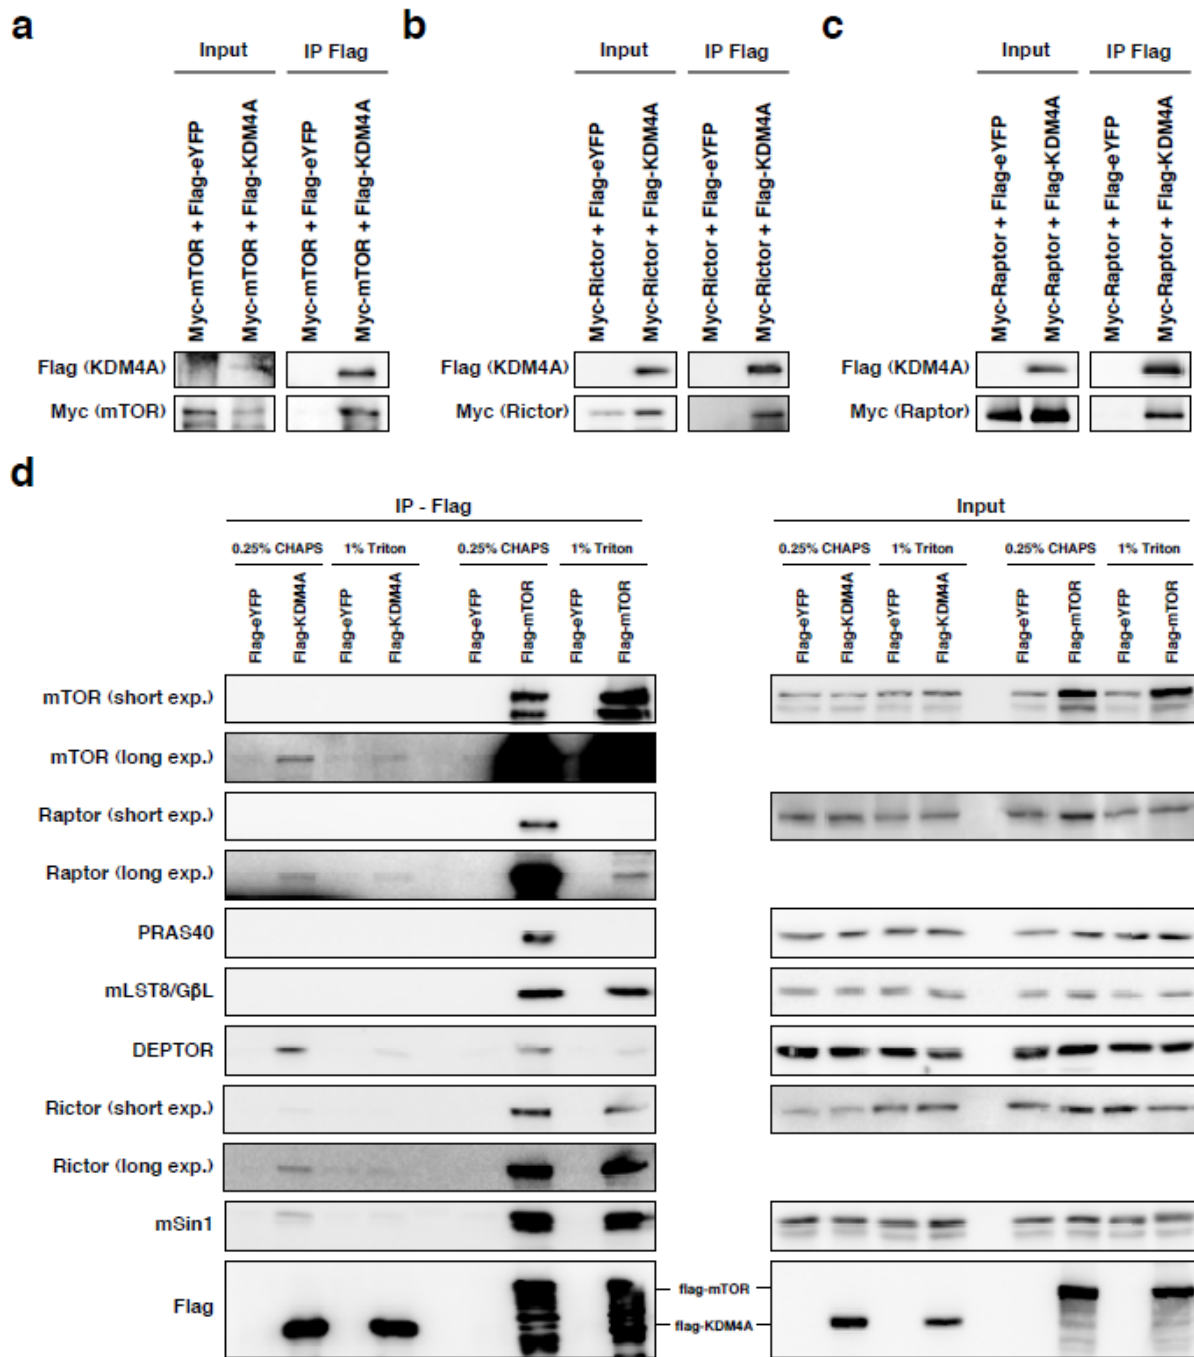 a
Input
IP Flag
Myc-mTOR + Flag-eYFP
Myc-mTOR + Flag-KDM4A
Myc-mTOR + Flag-eYFP
Myc-mTOR + Flag-KDM4A
Flag (KDM4A)
Myc (mTOR)
b
Input
IP Flag
Myc-Rictor + Flag-eYFP
Myc-Rictor + Flag-KDM4A
Myc-Rictor + Flag-eYFP
Myc-Rictor + Flag-KDM4A
Flag (KDM4A)
Myc (Rictor)
c
Input
IP Flag
Myc-Raptor + Flag-eYFP
Myc-Raptor + Flag-KDM4A
Myc-Raptor + Flag-eYFP
Myc-Raptor + Flag-KDM4A
Flag (KDM4A)
Myc (Raptor)
d
IP - Flag
Input
0.25% CHAPS
1% Triton
0.25% CHAPS
1% Triton
0.25% CHAPS
1% Triton
0.25% CHAPS
1% Triton
Flag-eYFP
Flag-KDM4A
Flag-eYFP
Flag-KDM4A
Flag-eYFP
Flag-mTOR
Flag-eYFP
Flag-mTOR
Flag-eYFP
Flag-KDM4A
Flag-eYFP
Flag-KDM4A
Flag-eYFP
Flag-mTOR
Flag-eYFP
Flag-mTOR
mTOR (short exp.)
mTOR (long exp.)
Raptor (short exp.)
Raptor (long exp.)
PRAS40
mLST8/GβL
DEPTOR
Rictor (short exp.)
Rictor (long exp.)
mSin1
Flag
flag-mTOR
flag-KDM4A